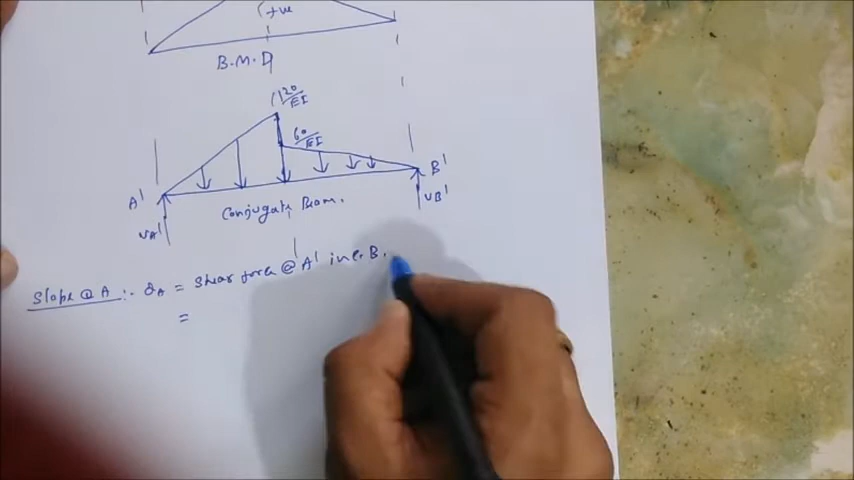 +ve
B.M.D
120/EI
60/EI
A' B'
VA' VB'
Conjugate Beam.
Slope @ A :- θA = Shear force @ A' in C.B.
=